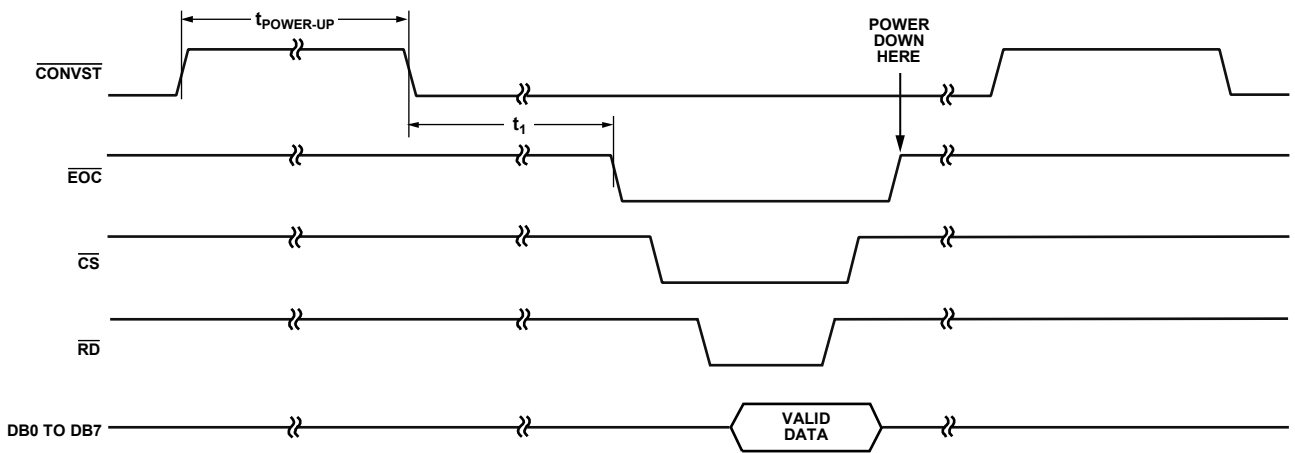 tPOWER-UP
POWER
DOWN
HERE
CONVST
t1
EOC
CS
RD
DB0 TO DB7
VALID
DATA